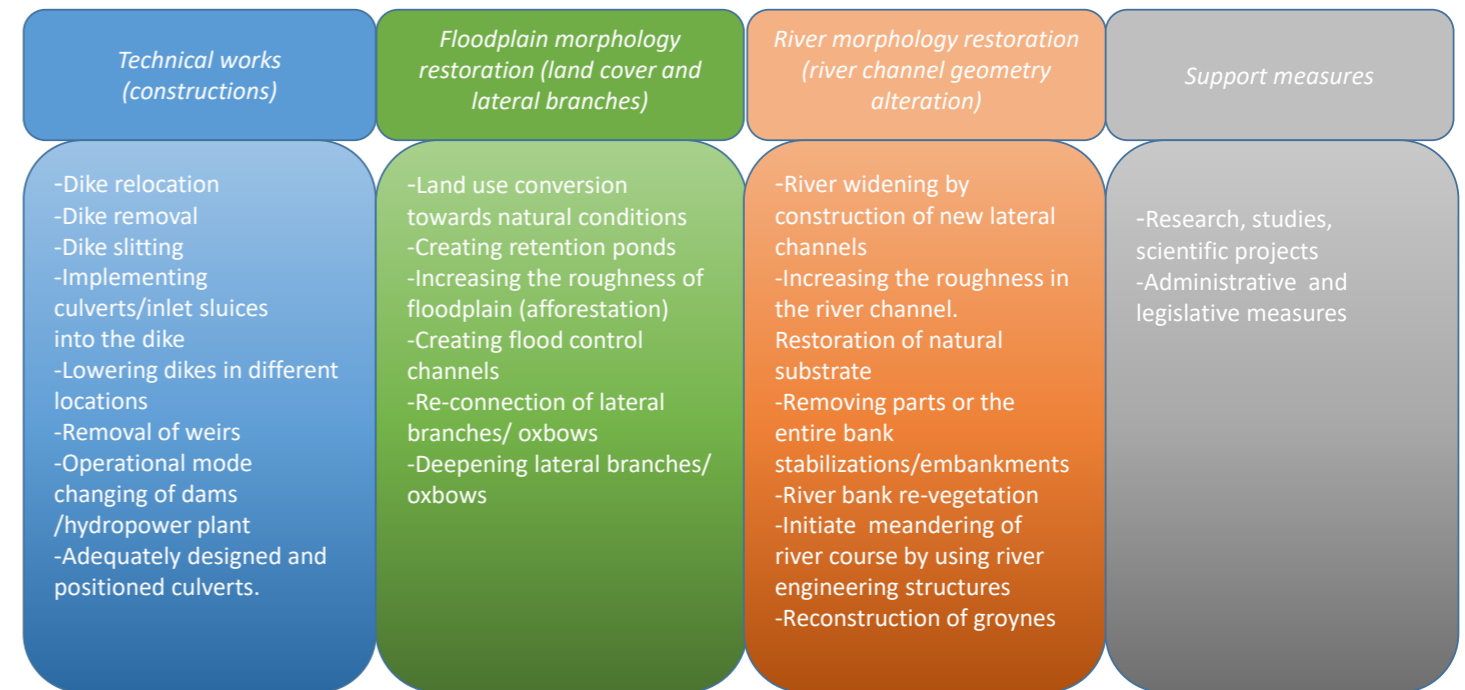 Technical works
(constructions)
-Dike relocation
-Dike removal
-Dike slitting
-Implementing
culverts/inlet sluices
into the dike
-Lowering dikes in different
locations
-Removal of weirs
-Operational mode
changing of dams
/hydropower plant
-Adequately designed and
positioned culverts.
Floodplain morphology
restoration (land cover and
lateral branches)
-Land use conversion
towards natural conditions
-Creating retention ponds
-Increasing the roughness of
floodplain (afforestation)
-Creating flood control
channels
-Re-connection of lateral
branches/ oxbows
-Deepening lateral branches/
oxbows
River morphology restoration
(river channel geometry
alteration)
-River widening by
construction of new lateral
channels
-Increasing the roughness in
the river channel.
Restoration of natural
substrate
-Removing parts or the
entire bank
stabilizations/embankments
-River bank re-vegetation
-Initiate  meandering of
river course by using river
engineering structures
-Reconstruction of groynes
Support measures
-Research, studies,
scientific projects
-Administrative  and
legislative measures